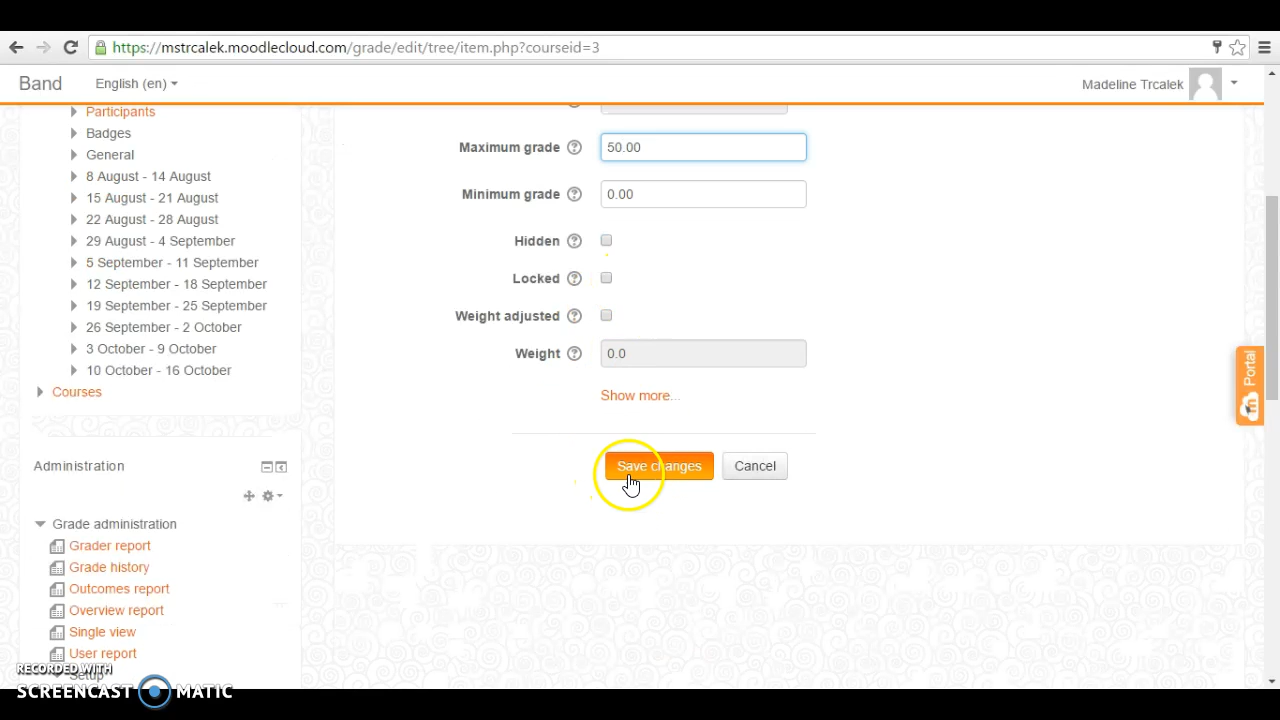 https://mstrcalek.moodlecloud.com/grade/edit/tree/item.php?courseid=3
Band
English (en)
Madeline Trcalek
Participants
Badges
General
8 August - 14 August
15 August - 21 August
22 August - 28 August
29 August - 4 September
5 September - 11 September
12 September - 18 September
19 September - 25 September
26 September - 2 October
3 October - 9 October
10 October - 16 October
Courses
Maximum grade ? 50.00
Minimum grade ? 0.00
Hidden ?
Locked ?
Weight adjusted ?
Weight ? 0.0
Show more...
Save changes
Cancel
Portal
Administration
Grade administration
Grader report
Grade history
Outcomes report
Overview report
Single view
User report
Setup
RECORDED WITH
SCREENCAST MATIC